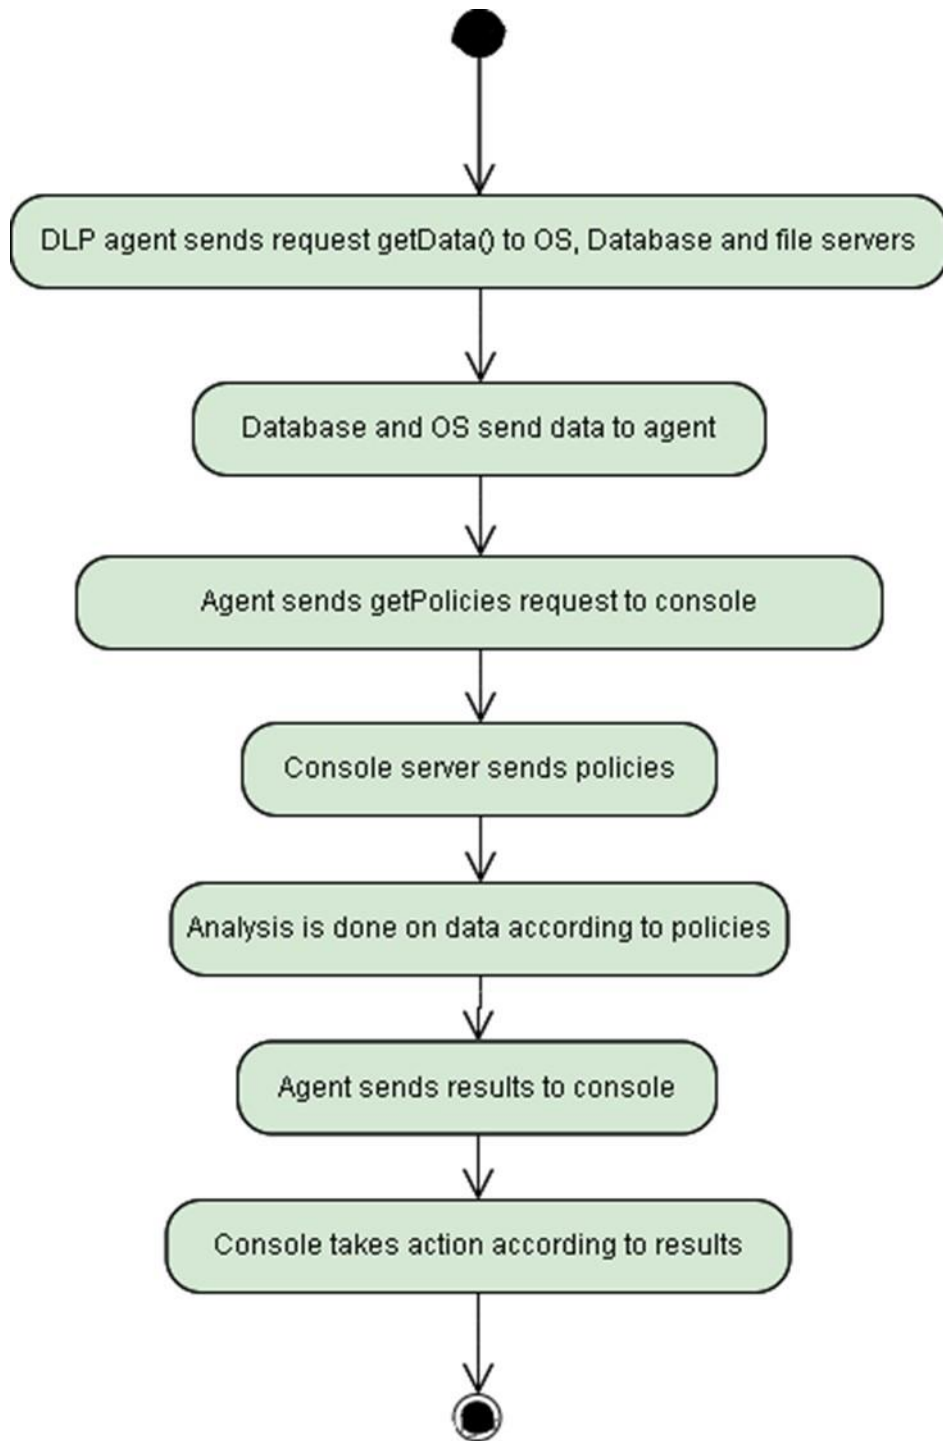 DLP agent sends request getData() to OS, Database and file servers
Database and OS send data to agent
Agent sends getPolicies request to console
Console server sends policies
Analysis is done on data according to policies
Agent sends results to console
Console takes action according to results